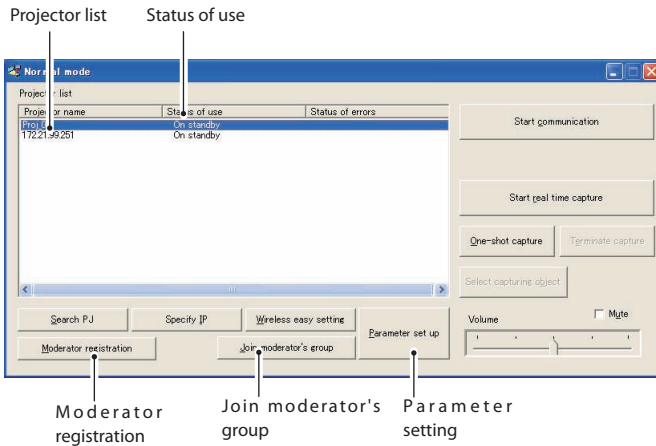 Projector list
Status of use
Normal mode
Projector list
Projector name Status of use Status of errors
On standby
172.21.99.251 On standby
Start communication
Start real time capture
One-shot capture
Terminate capture
Select capturing object
Search PJ
Specify IP
Wireless easy setting
Parameter set up
Moderator registration
Join moderator's group
Volume
Mute
Moderator
registration
Join moderator's
group
Parameter
setting